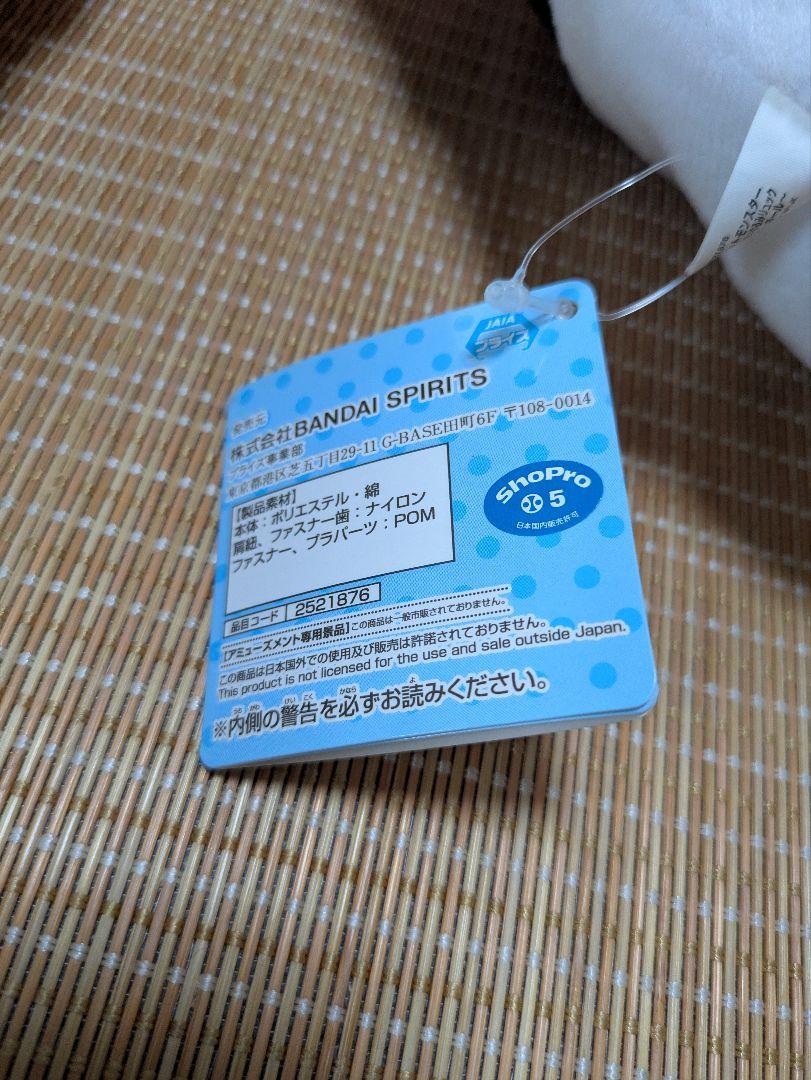 JAIA
プライズ
発売元
株式会社BANDAI SPIRITS
プライズ事業部
東京都港区芝五丁目29-11 G-BASE田町6F 〒108-0014
【製品素材】
本体：ポリエステル・綿
肩紐、ファスナー歯：ナイロン
ファスナー、プラパーツ：POM
ShoPro
5
日本国内販売許可
品目コード 2521876
【アミューズメント専用景品】この商品は一般市販されておりません。
この商品は日本国外での使用及び販売は許諾されておりません。
This product is not licensed for the use and sale outside Japan.
※内側の警告を必ずお読みください。
モンスター